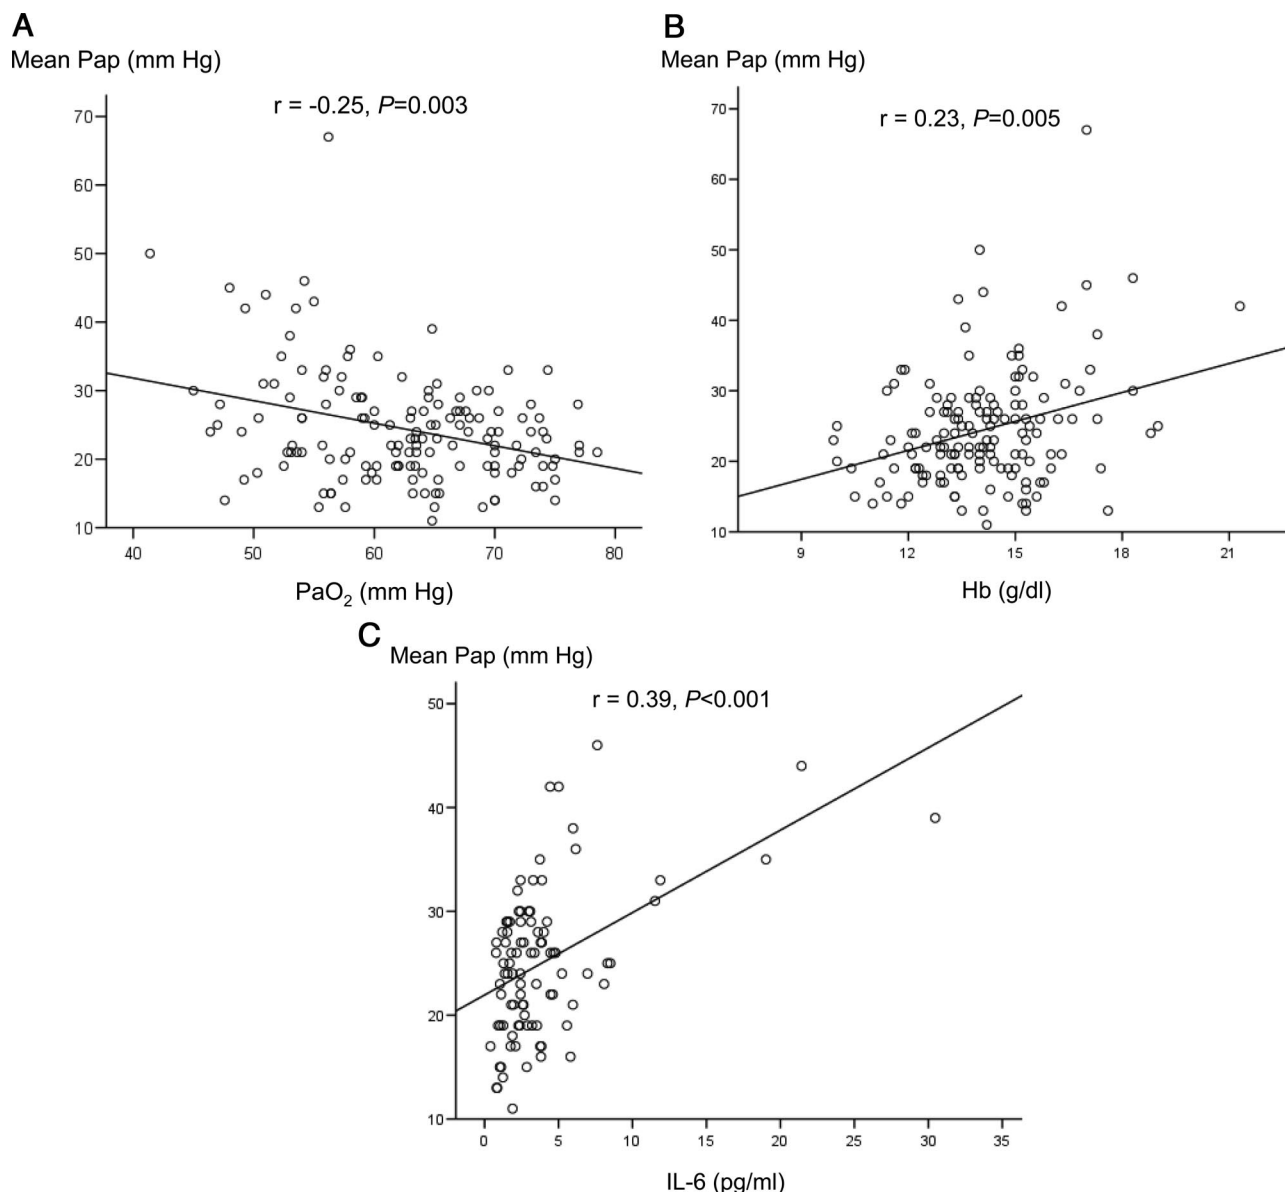 A
Mean Pap (mm Hg)
r = -0.25, P=0.003
70
60
50
40
30
20
10
40 50 60 70 80
PaO2 (mm Hg)
B
Mean Pap (mm Hg)
r = 0.23, P=0.005
70
60
50
40
30
20
10
9 12 15 18 21
Hb (g/dl)
C
Mean Pap (mm Hg)
r = 0.39, P<0.001
50
40
30
20
10
0 5 10 15 20 25 30 35
IL-6 (pg/ml)